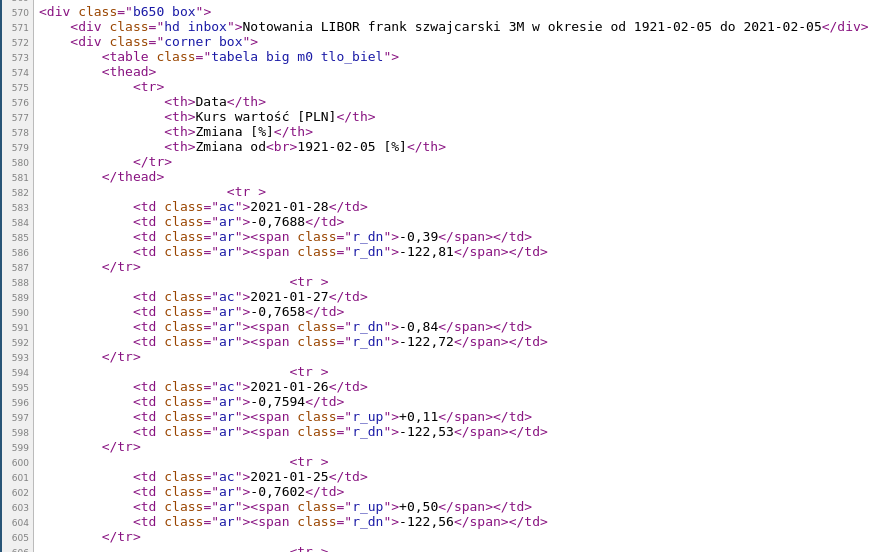 570 <div class="b650 box">
571 <div class="hd inbox">Notowania LIBOR frank szwajcarski 3M w okresie od 1921-02-05 do 2021-02-05</div>
572 <div class="corner box">
573 <table class="tabela big m0 tlo_biel">
574 <thead>
575 <tr>
576 <th>Data</th>
577 <th>Kurs wartość [PLN]</th>
578 <th>Zmiana [%]</th>
579 <th>Zmiana od<br>1921-02-05 [%]</th>
580 </tr>
581 </thead>
582 <tr >
583 <td class="ac">2021-01-28</td>
584 <td class="ar">-0,7688</td>
585 <td class="ar"><span class="r_dn">-0,39</span></td>
586 <td class="ar"><span class="r_dn">-122,81</span></td>
587 </tr>
588 <tr >
589 <td class="ac">2021-01-27</td>
590 <td class="ar">-0,7658</td>
591 <td class="ar"><span class="r_dn">-0,84</span></td>
592 <td class="ar"><span class="r_dn">-122,72</span></td>
593 </tr>
594 <tr >
595 <td class="ac">2021-01-26</td>
596 <td class="ar">-0,7594</td>
597 <td class="ar"><span class="r_up">+0,11</span></td>
598 <td class="ar"><span class="r_dn">-122,53</span></td>
599 </tr>
600 <tr >
601 <td class="ac">2021-01-25</td>
602 <td class="ar">-0,7602</td>
603 <td class="ar"><span class="r_up">+0,50</span></td>
604 <td class="ar"><span class="r_dn">-122,56</span></td>
605 </tr>
606 <tr >